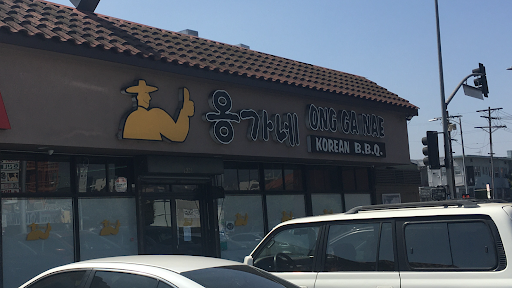 옹가네
ONG GA NAE
KOREAN B.B.Q.